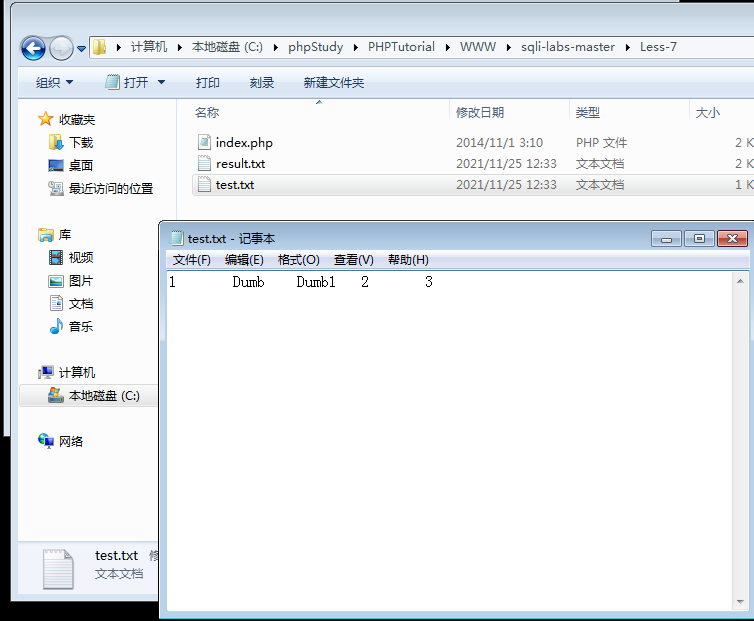 计算机 本地磁盘 (C:) phpStudy PHPTutorial WWW sqli-labs-master Less-7
组织 打开 打印 刻录 新建文件夹
收藏夹
下载
桌面
最近访问的位置
库
视频
图片
文档
音乐
计算机
本地磁盘 (C:)
网络
名称 修改日期 类型 大小
index.php 2014/11/1 3:10 PHP 文件 2 K
result.txt 2021/11/25 12:33 文本文档 2 K
test.txt 2021/11/25 12:33 文本文档 1 K
test.txt - 记事本
文件(F) 编辑(E) 格式(O) 查看(V) 帮助(H)
1 Dumb Dumb1 2 3
test.txt 修
文本文档